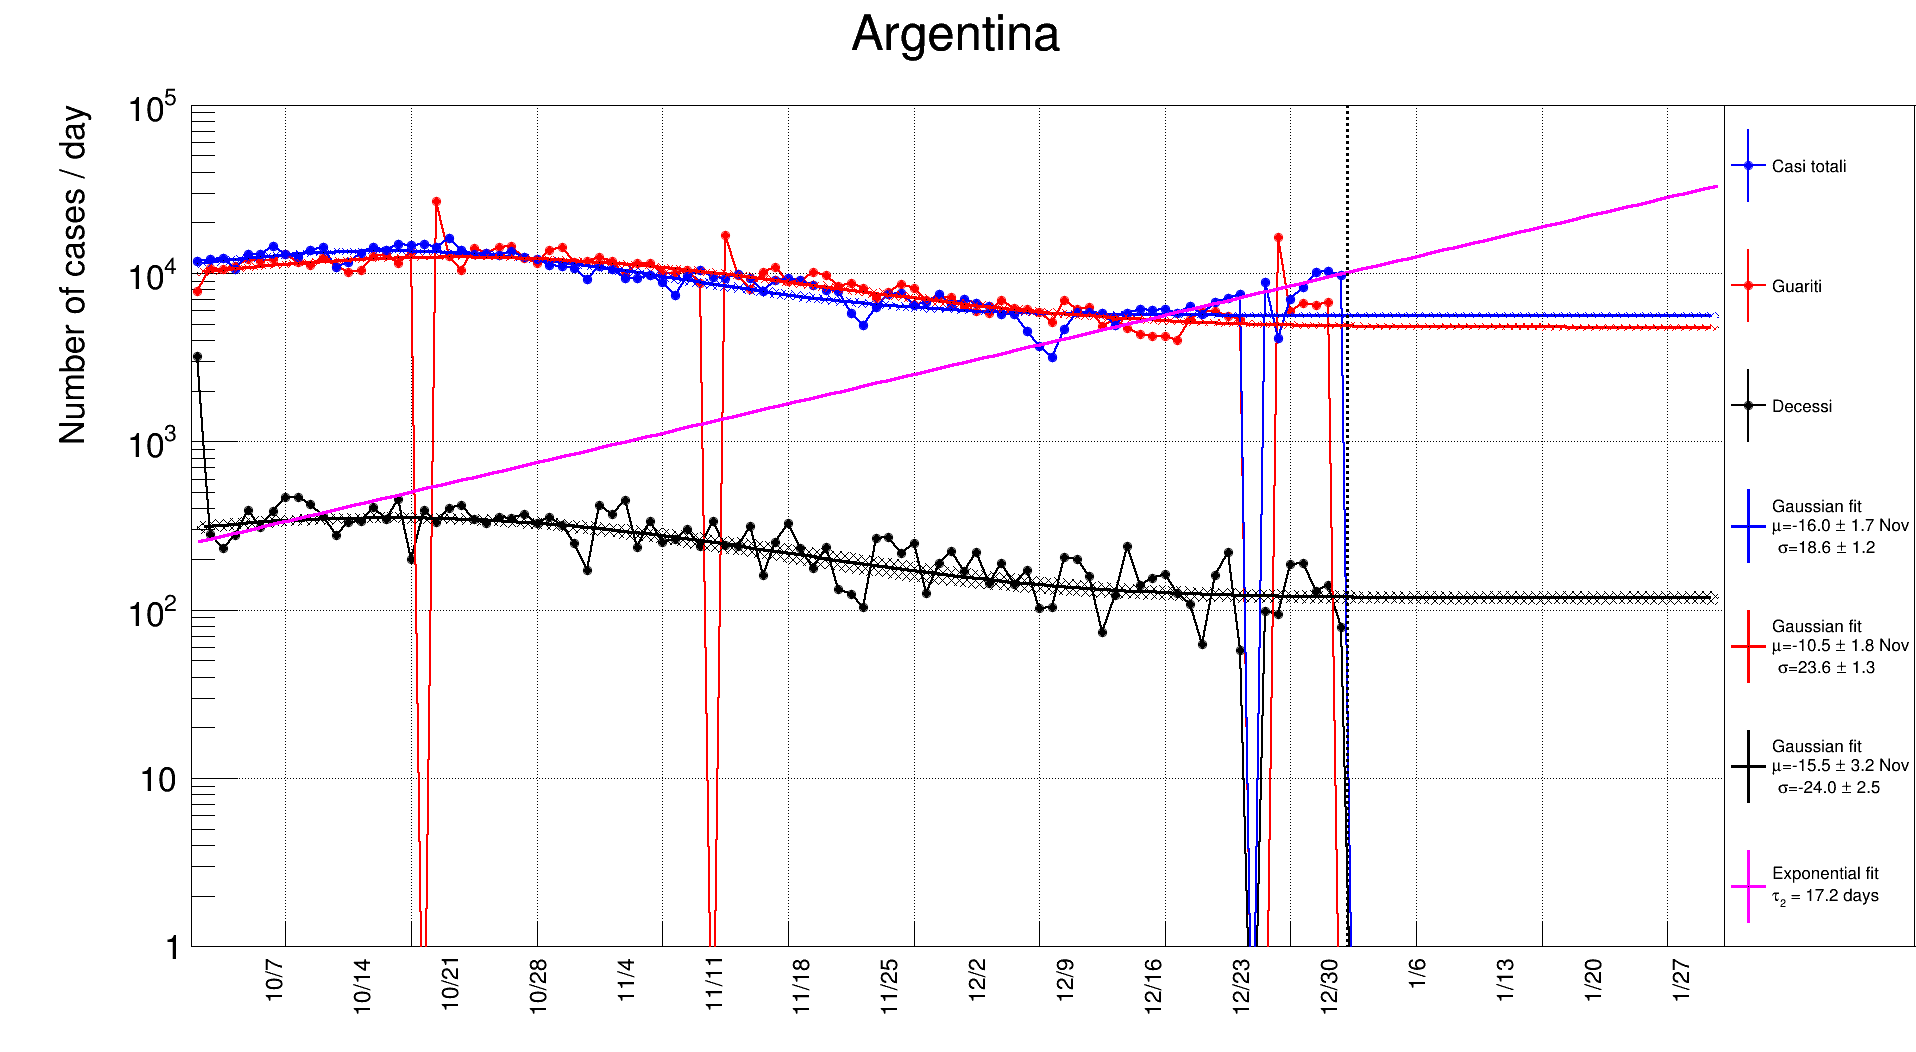 Argentina
Number of cases / day
10^5
10^4
10^3
10^2
10
1
10/7
10/14
10/21
10/28
11/4
11/11
11/18
11/25
12/2
12/9
12/16
12/23
12/30
1/6
1/13
1/20
1/27
Casi totali
Guariti
Decessi
Gaussian fit
μ=-16.0 ± 1.7 Nov
σ=18.6 ± 1.2
Gaussian fit
μ=-10.5 ± 1.8 Nov
σ=23.6 ± 1.3
Gaussian fit
μ=-15.5 ± 3.2 Nov
σ=-24.0 ± 2.5
Exponential fit
τ₂ = 17.2 days